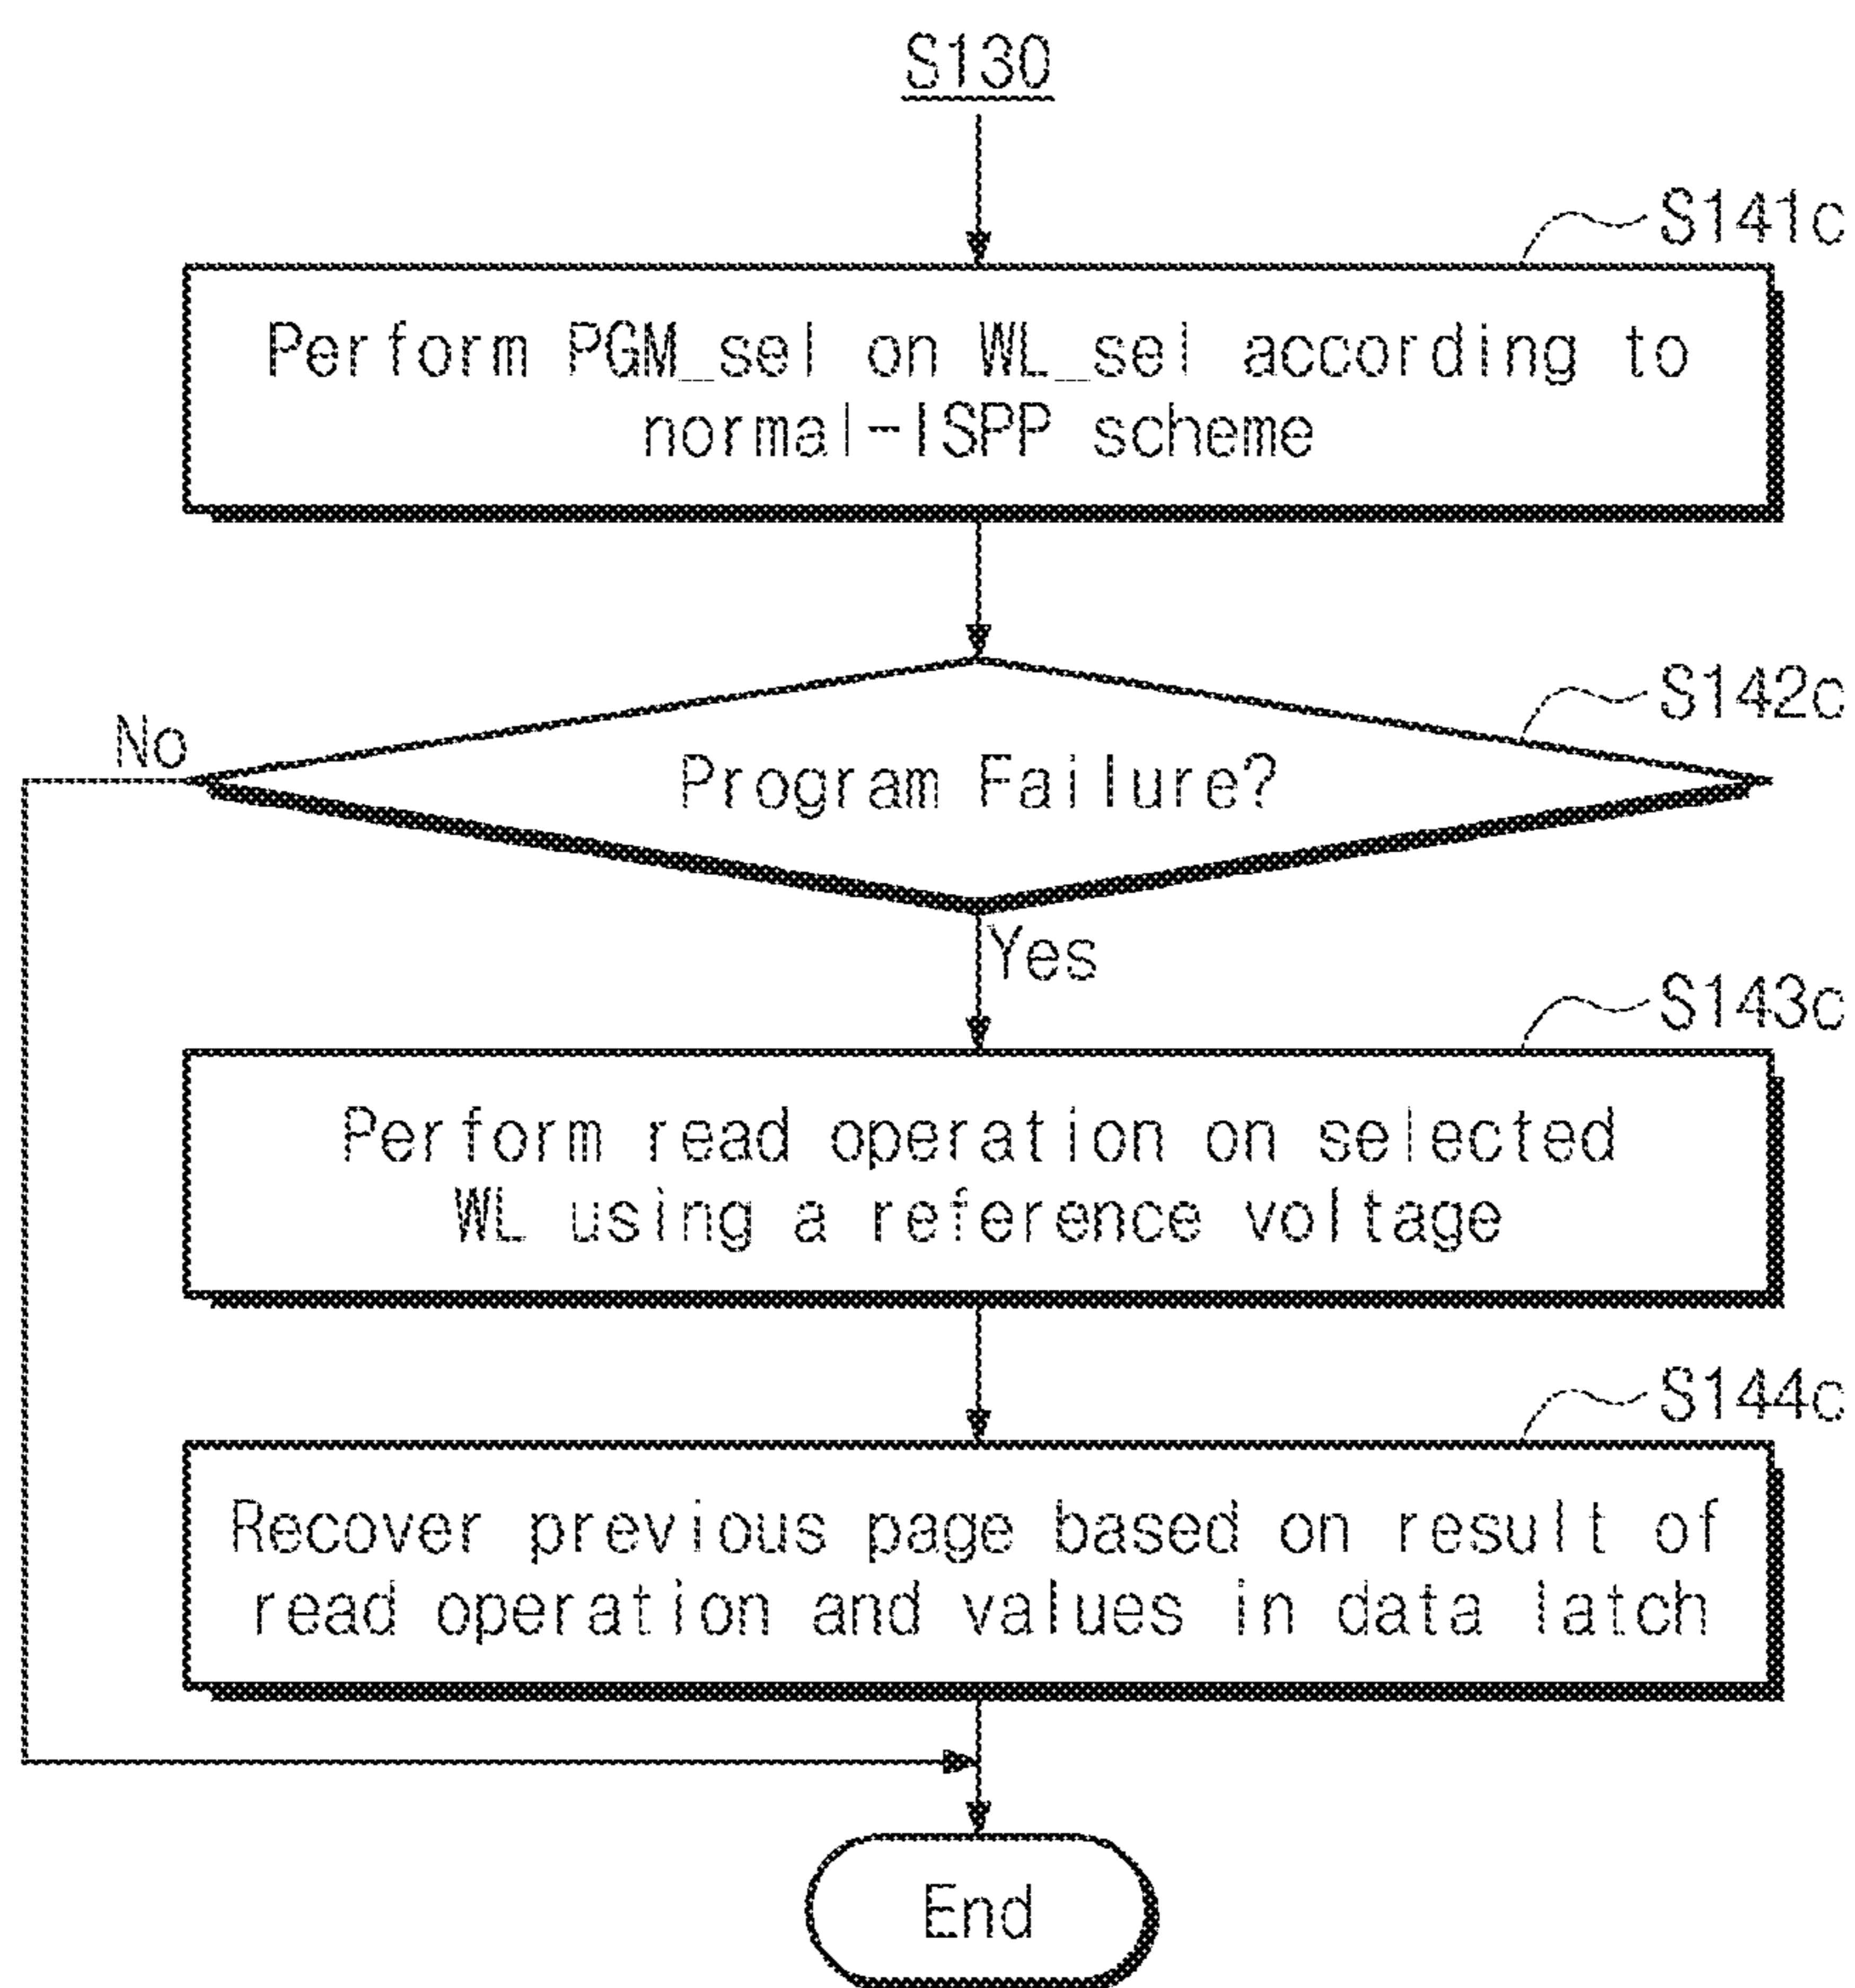 S130
S141c
Perform PGM_sel on WL_sel according to
normal-ISPP scheme
S142c
No
Program Failure?
Yes
S143c
Perform read operation on selected
WL using a reference voltage
S144c
Recover previous page based on result of
read operation and values in data latch
End